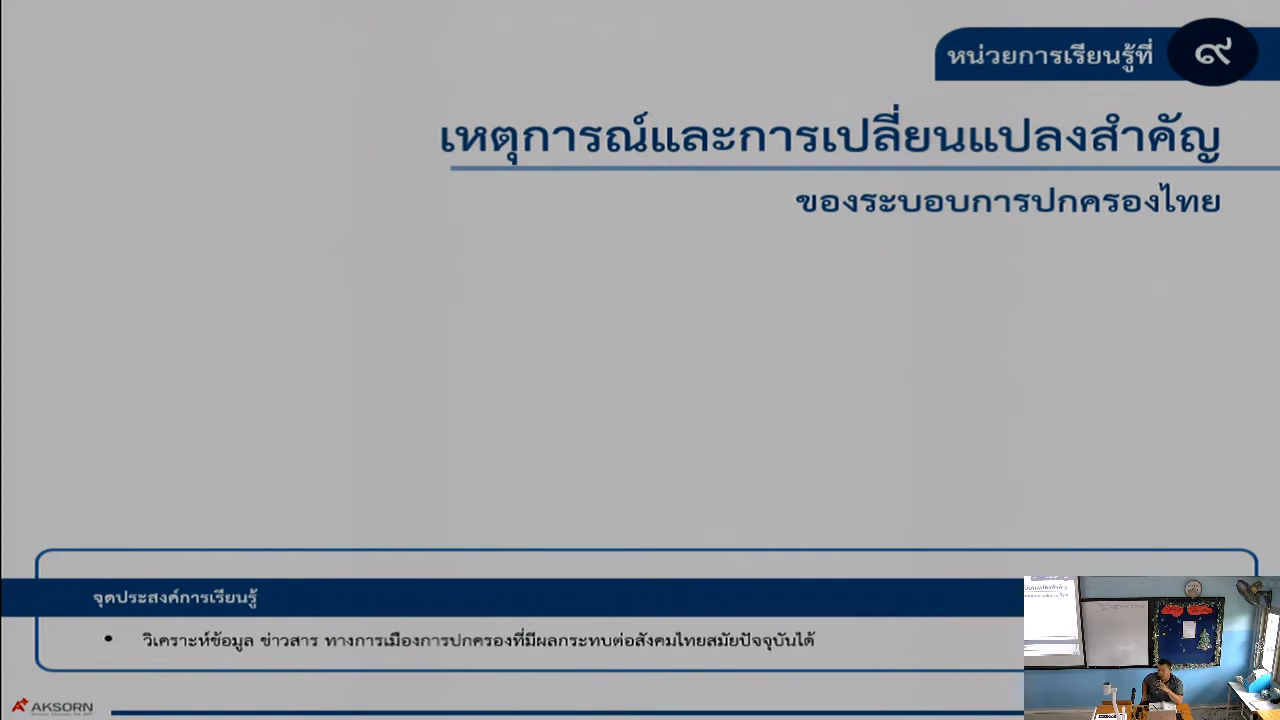 หน่วยการเรียนรู้ที่ ๙
เหตุการณ์และการเปลี่ยนแปลงสำคัญ
ของระบอบการปกครองไทย
จุดประสงค์การเรียนรู้
• วิเคราะห์ข้อมูล ข่าวสาร ทางการเมืองการปกครองที่มีผลกระทบต่อสังคมไทยสมัยปัจจุบันได้
AKSORN